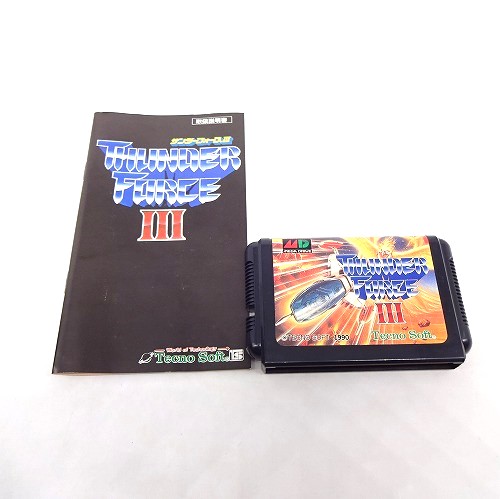 取扱説明書
サンダーフォースIII
THUNDER
FORCE
III
World of Technology
Tecno Soft
MD
MEGA DRIVE
THUNDER
FORCE
III
©TECNO SOFT 1990
Tecno Soft